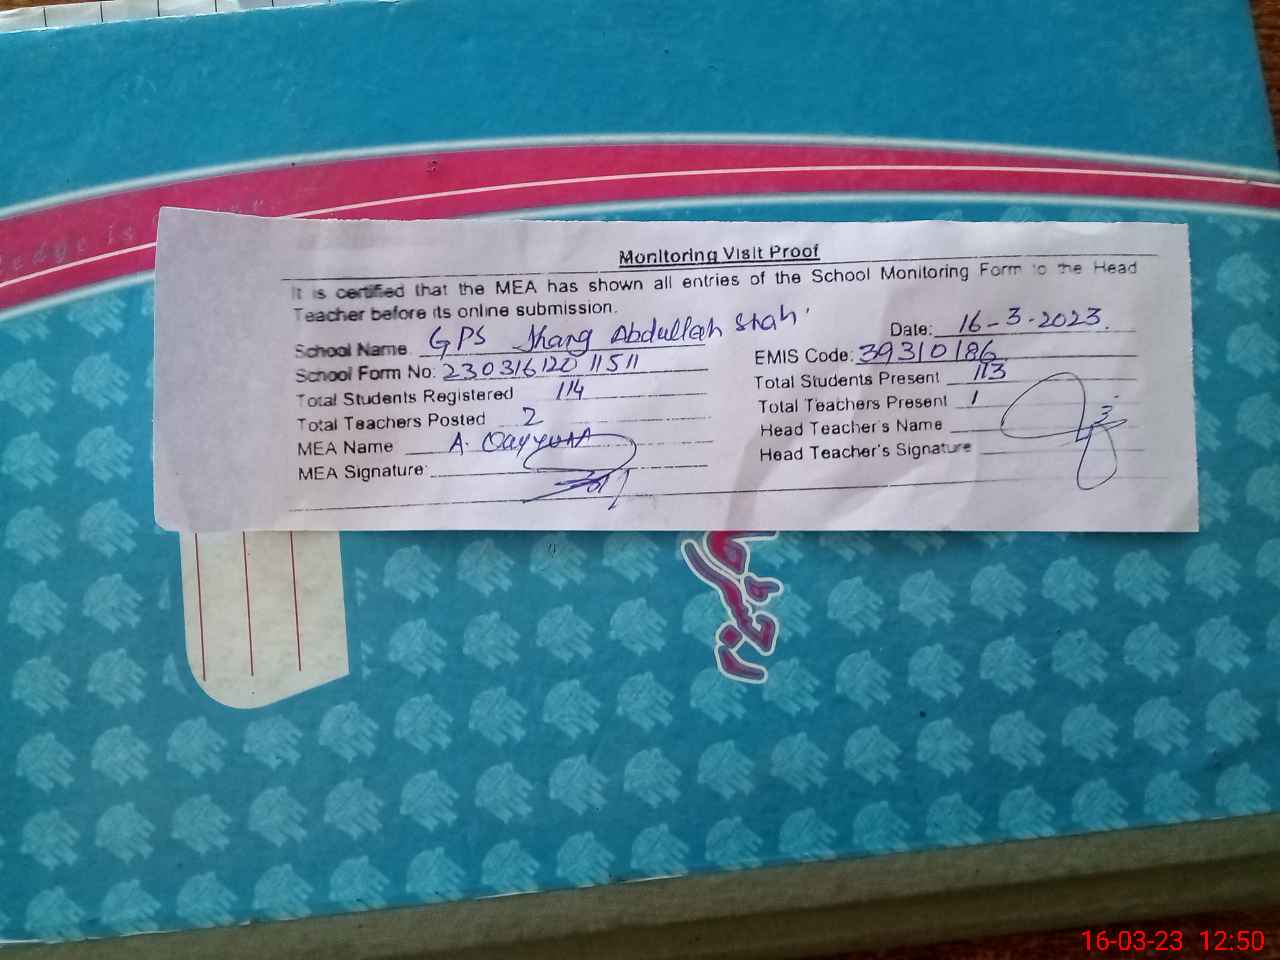 Monitoring Visit Proof
It is certified that the MEA has shown all entries of the School Monitoring Form to the Head
Teacher before its online submission.
School Name GPS Jhang Abdullah Shah Date: 16-3-2023.
School Form No: 23031612011511 EMIS Code: 39310186
Total Students Registered 114 Total Students Present 113
Total Teachers Posted 2 Total Teachers Present 1
MEA Name A. Qayyum Head Teacher's Name
MEA Signature: Head Teacher's Signature
رجسٹر
16-03-23 12:50